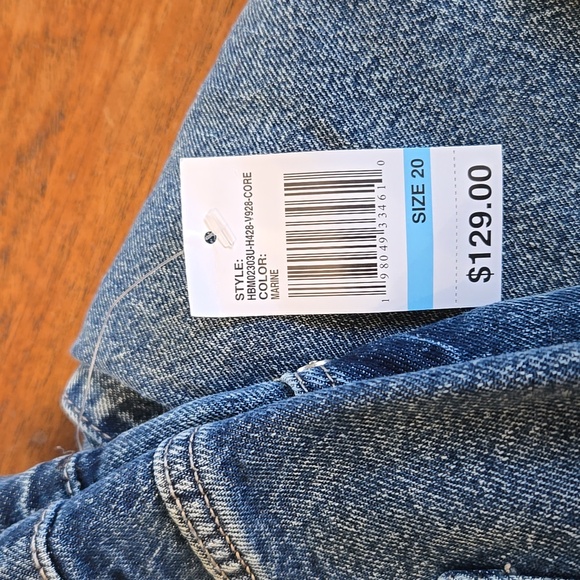 STYLE:
HBM02303U-H428-V928-CORE
COLOR:
MARINE
1 98049 33461 0
SIZE 20
$129.00